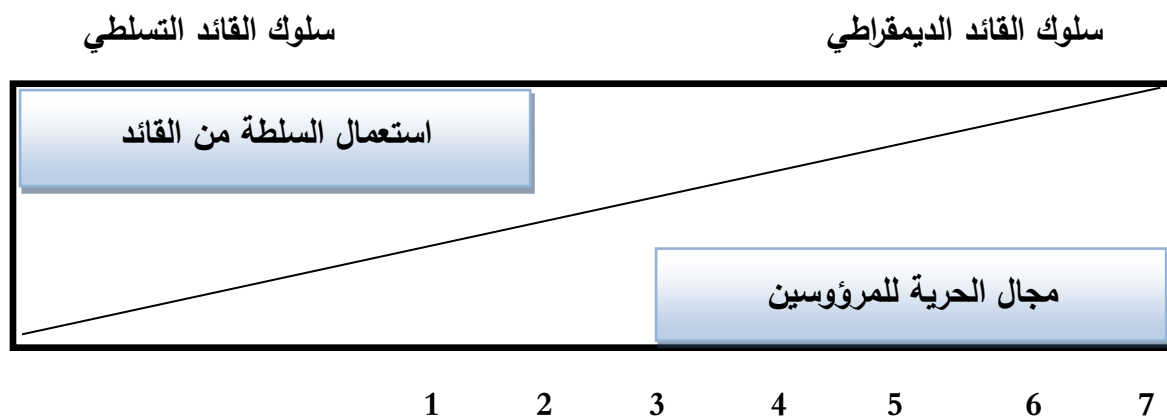 سلوك القائد الديمقراطي
سلوك القائد التسلطي
استعمال السلطة من القائد
مجال الحرية للمرؤوسين
1 2 3 4 5 6 7